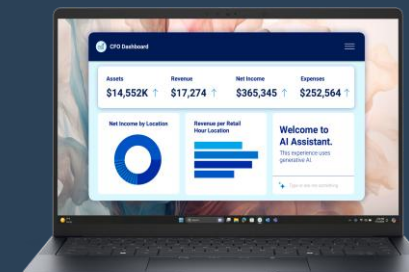 CFO Dashboard
Assets Revenue Net Income Expenses
$14,552K ↑ $17,274 ↑ $365,345 ↑ $252,564 ↑
Net Income by Location
Revenue per Retail
Hour Location
Welcome to
AI Assistant.
This experience uses
generative AI.